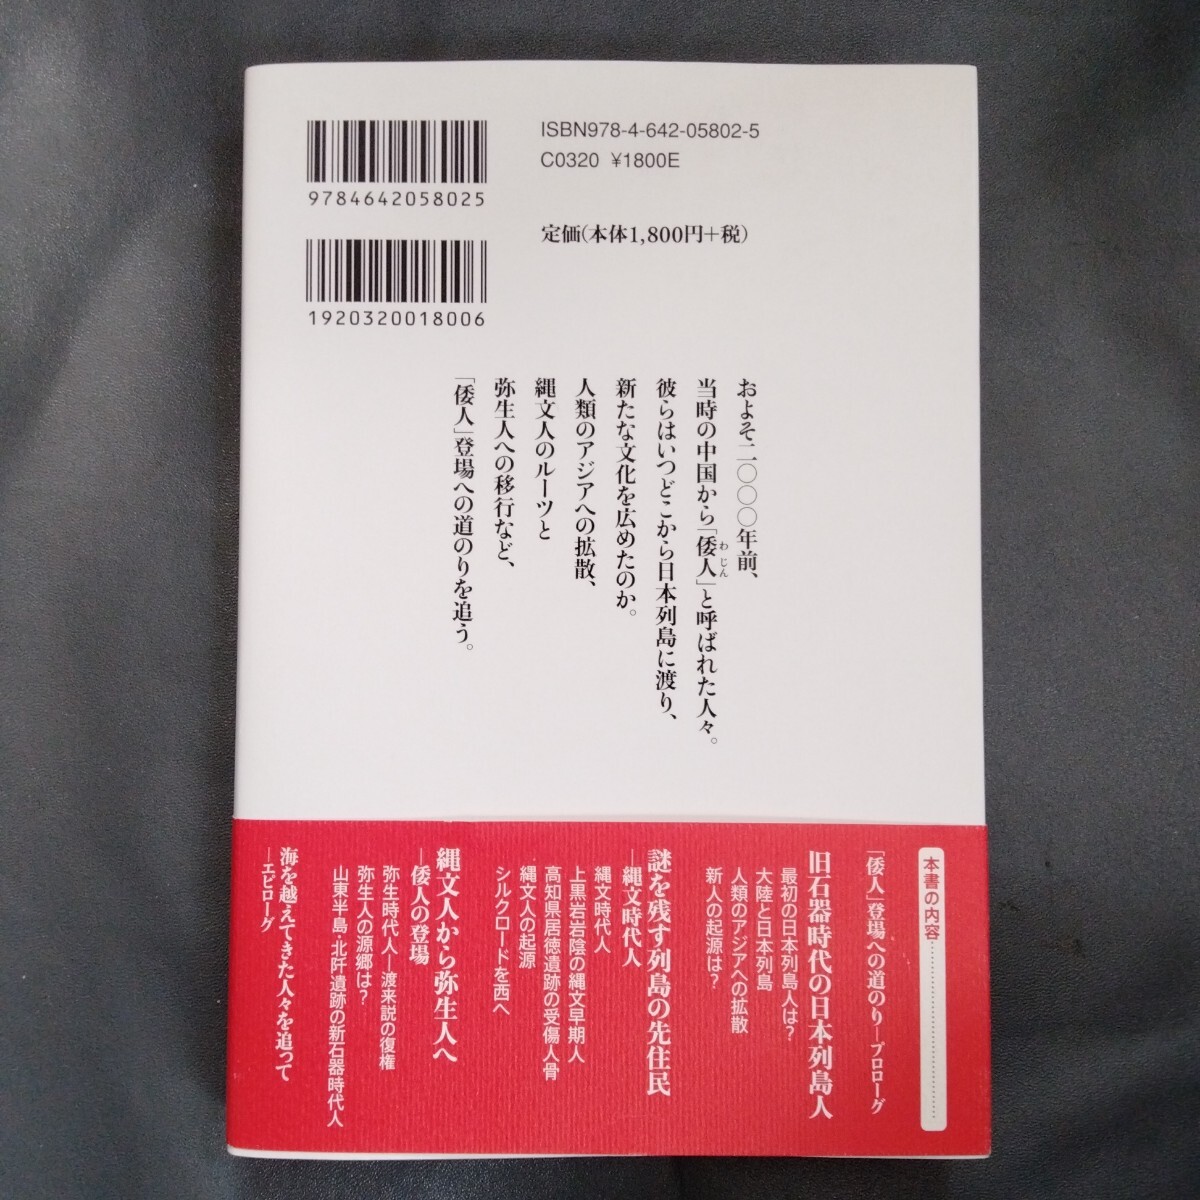 ISBN978-4-642-05802-5
C0320 ¥1800E
9784642058025
定価(本体1,800円+税)
1920320018006
およそ二〇〇〇年前、
当時の中国から「倭人」と呼ばれた人々。
わじん
彼らはいつどこから日本列島に渡り、
新たな文化を広めたのか。
人類のアジアへの拡散、
縄文人のルーツと
弥生人への移行など、
「倭人」登場への道のりを追う。
本書の内容
「倭人」登場への道のり―プロローグ
旧石器時代の日本列島人
最初の日本列島人は?
大陸と日本列島
人類のアジアへの拡散
新人の起源は?
謎を残す列島の先住民
―縄文時代人
縄文時代人
上黒岩岩陰の縄文早期人
高知県居徳遺跡の受傷人骨
縄文人の起源
シルクロードを西へ
縄文人から弥生人へ
―倭人の登場
弥生時代人―渡来説の復権
弥生人の源郷は?
山東半島・北阡遺跡の新石器時代人
海を越えてきた人々を追って
―エピローグ